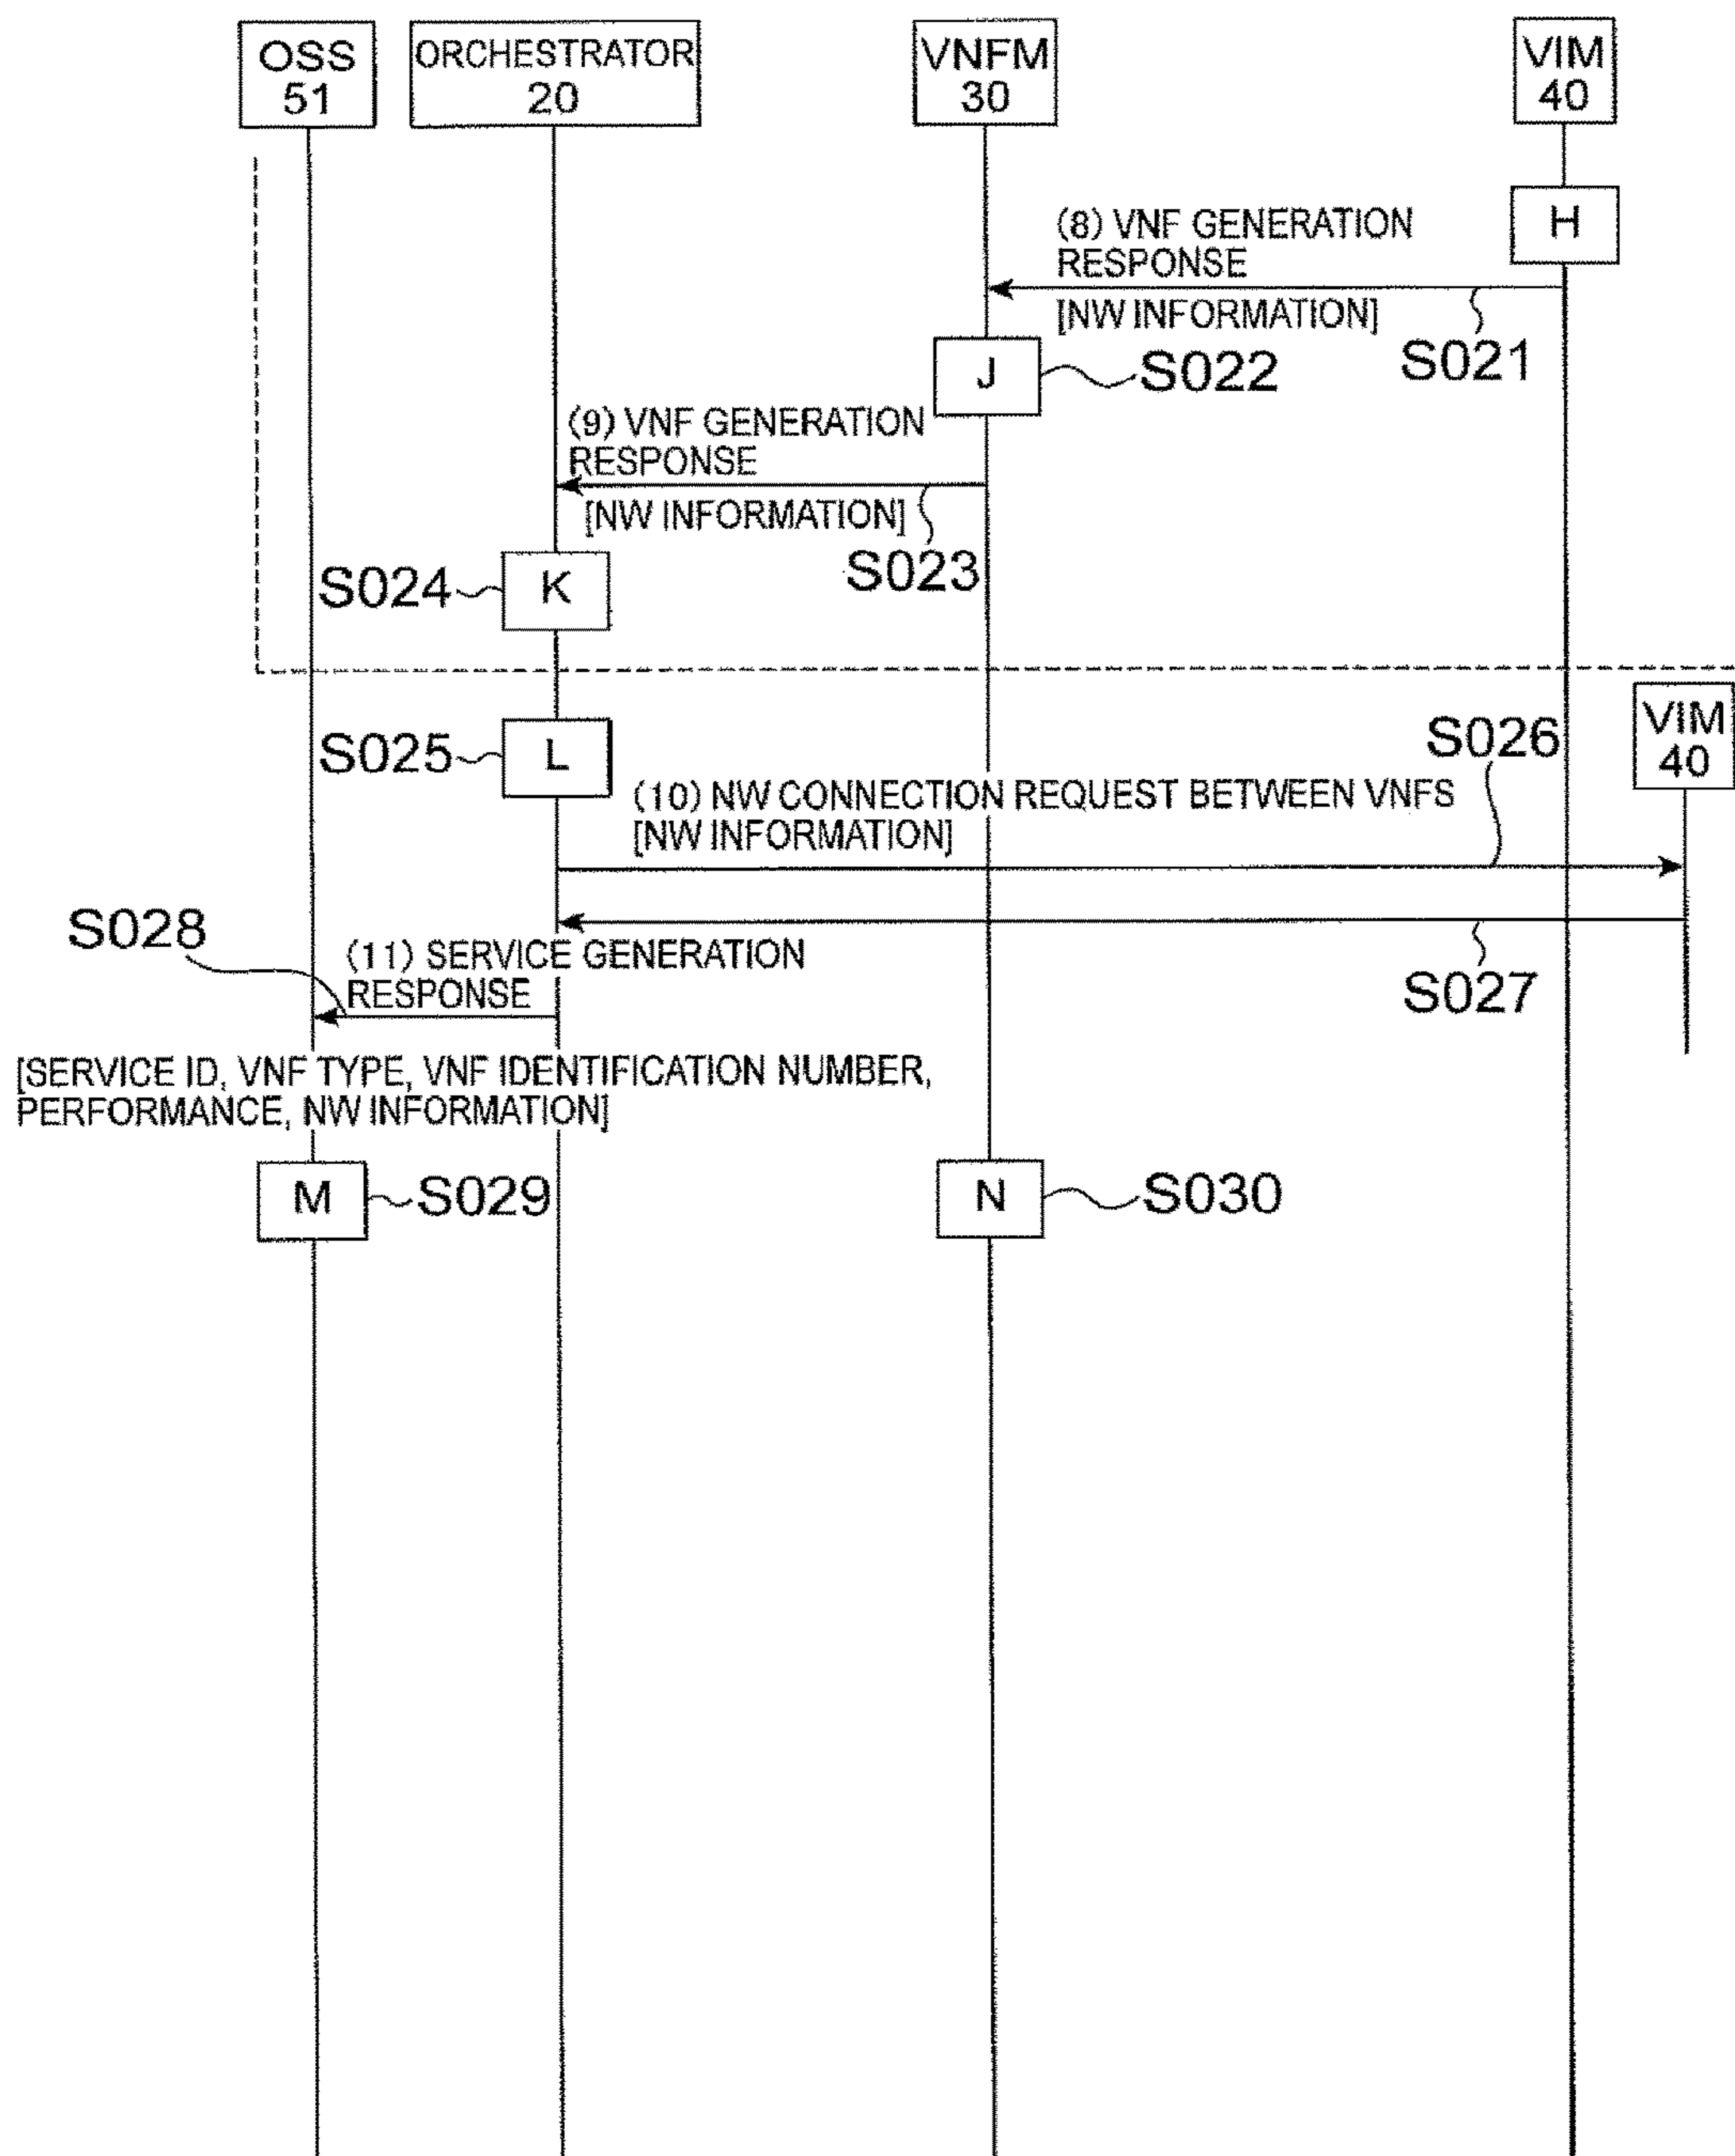 OSS
51
ORCHESTRATOR
20
VNFM
30
VIM
40
H
(8) VNF GENERATION
RESPONSE
[NW INFORMATION]
S021
J
S022
(9) VNF GENERATION
RESPONSE
[NW INFORMATION]
S023
S024
K
S025
L
S026
VIM
40
(10) NW CONNECTION REQUEST BETWEEN VNFS
[NW INFORMATION]
S027
S028
(11) SERVICE GENERATION
RESPONSE
[SERVICE ID, VNF TYPE, VNF IDENTIFICATION NUMBER,
PERFORMANCE, NW INFORMATION]
M
S029
N
S030